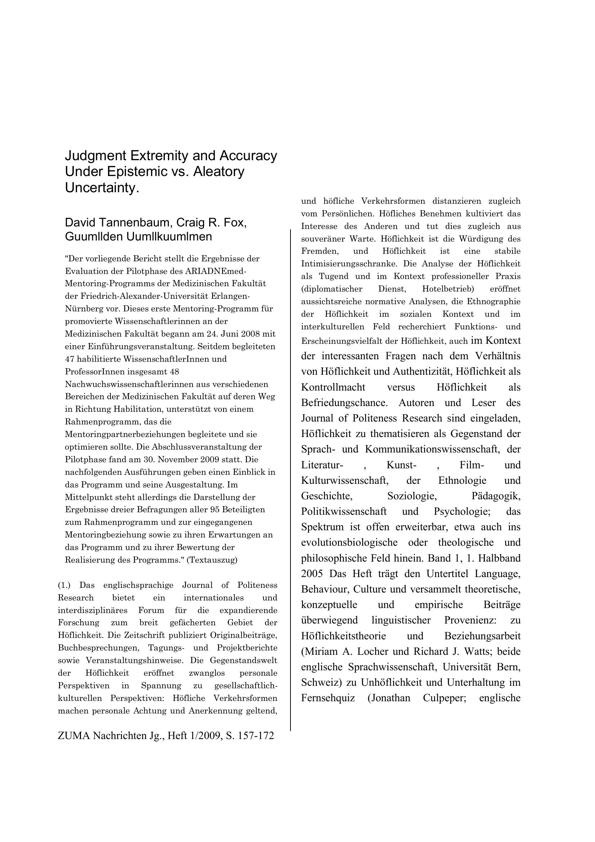 Judgment Extremity and Accuracy
Under Epistemic vs. Aleatory
Uncertainty.
David Tannenbaum, Craig R. Fox,
Guumllden Uumllkuumlmen
"Der vorliegende Bericht stellt die Ergebnisse der
Evaluation der Pilotphase des ARIADNEmed-
Mentoring-Programms der Medizinischen Fakultät
der Friedrich-Alexander-Universität Erlangen-
Nürnberg vor. Dieses erste Mentoring-Programm für
promovierte Wissenschaftlerinnen an der
Medizinischen Fakultät begann am 24. Juni 2008 mit
einer Einführungsveranstaltung. Seitdem begleiteten
47 habilitierte WissenschaftlerInnen und
ProfessorInnen insgesamt 48
Nachwuchswissenschaftlerinnen aus verschiedenen
Bereichen der Medizinischen Fakultät auf deren Weg
in Richtung Habilitation, unterstützt von einem
Rahmenprogramm, das die
Mentoringpartnerbeziehungen begleitete und sie
optimieren sollte. Die Abschlussveranstaltung der
Pilotphase fand am 30. November 2009 statt. Die
nachfolgenden Ausführungen geben einen Einblick in
das Programm und seine Ausgestaltung. Im
Mittelpunkt steht allerdings die Darstellung der
Ergebnisse dreier Befragungen aller 95 Beteiligten
zum Rahmenprogramm und zur eingegangenen
Mentoringbeziehung sowie zu ihren Erwartungen an
das Programm und zu ihrer Bewertung der
Realisierung des Programms." (Textauszug)
(1.) Das englischsprachige Journal of Politeness
Research bietet ein internationales und
interdisziplinäres Forum für die expandierende
Forschung zum breit gefächerten Gebiet der
Höflichkeit. Die Zeitschrift publiziert Originalbeiträge,
Buchbesprechungen, Tagungs- und Projektberichte
sowie Veranstaltungshinweise. Die Gegenstandswelt
der Höflichkeit eröffnet zwanglos personale
Perspektiven in Spannung zu gesellschaftlich-
kulturellen Perspektiven: Höfliche Verkehrsformen
machen personale Achtung und Anerkennung geltend,
ZUMA Nachrichten Jg., Heft 1/2009, S. 157-172
und höfliche Verkehrsformen distanzieren zugleich
vom Persönlichen. Höfliches Benehmen kultiviert das
Interesse des Anderen und tut dies zugleich aus
souveräner Warte. Höflichkeit ist die Würdigung des
Fremden, und Höflichkeit ist eine stabile
Intimisierungsschranke. Die Analyse der Höflichkeit
als Tugend und im Kontext professioneller Praxis
(diplomatischer Dienst, Hotelbetrieb) eröffnet
aussichtsreiche normative Analysen, die Ethnographie
der Höflichkeit im sozialen Kontext und im
interkulturellen Feld recherchiert Funktions- und
Erscheinungsvielfalt der Höflichkeit, auch im Kontext
der interessanten Fragen nach dem Verhältnis
von Höflichkeit und Authentizität, Höflichkeit als
Kontrollmacht versus Höflichkeit als
Befriedungschance. Autoren und Leser des
Journal of Politeness Research sind eingeladen,
Höflichkeit zu thematisieren als Gegenstand der
Sprach- und Kommunikationswissenschaft, der
Literatur- , Kunst- , Film- und
Kulturwissenschaft, der Ethnologie und
Geschichte, Soziologie, Pädagogik,
Politikwissenschaft und Psychologie; das
Spektrum ist offen erweiterbar, etwa auch ins
evolutionsbiologische oder theologische und
philosophische Feld hinein. Band 1, 1. Halbband
2005 Das Heft trägt den Untertitel Language,
Behaviour, Culture und versammelt theoretische,
konzeptuelle und empirische Beiträge
überwiegend linguistischer Provenienz: zu
Höflichkeitstheorie und Beziehungsarbeit
(Miriam A. Locher und Richard J. Watts; beide
englische Sprachwissenschaft, Universität Bern,
Schweiz) zu Unhöflichkeit und Unterhaltung im
Fernsehquiz (Jonathan Culpeper; englische